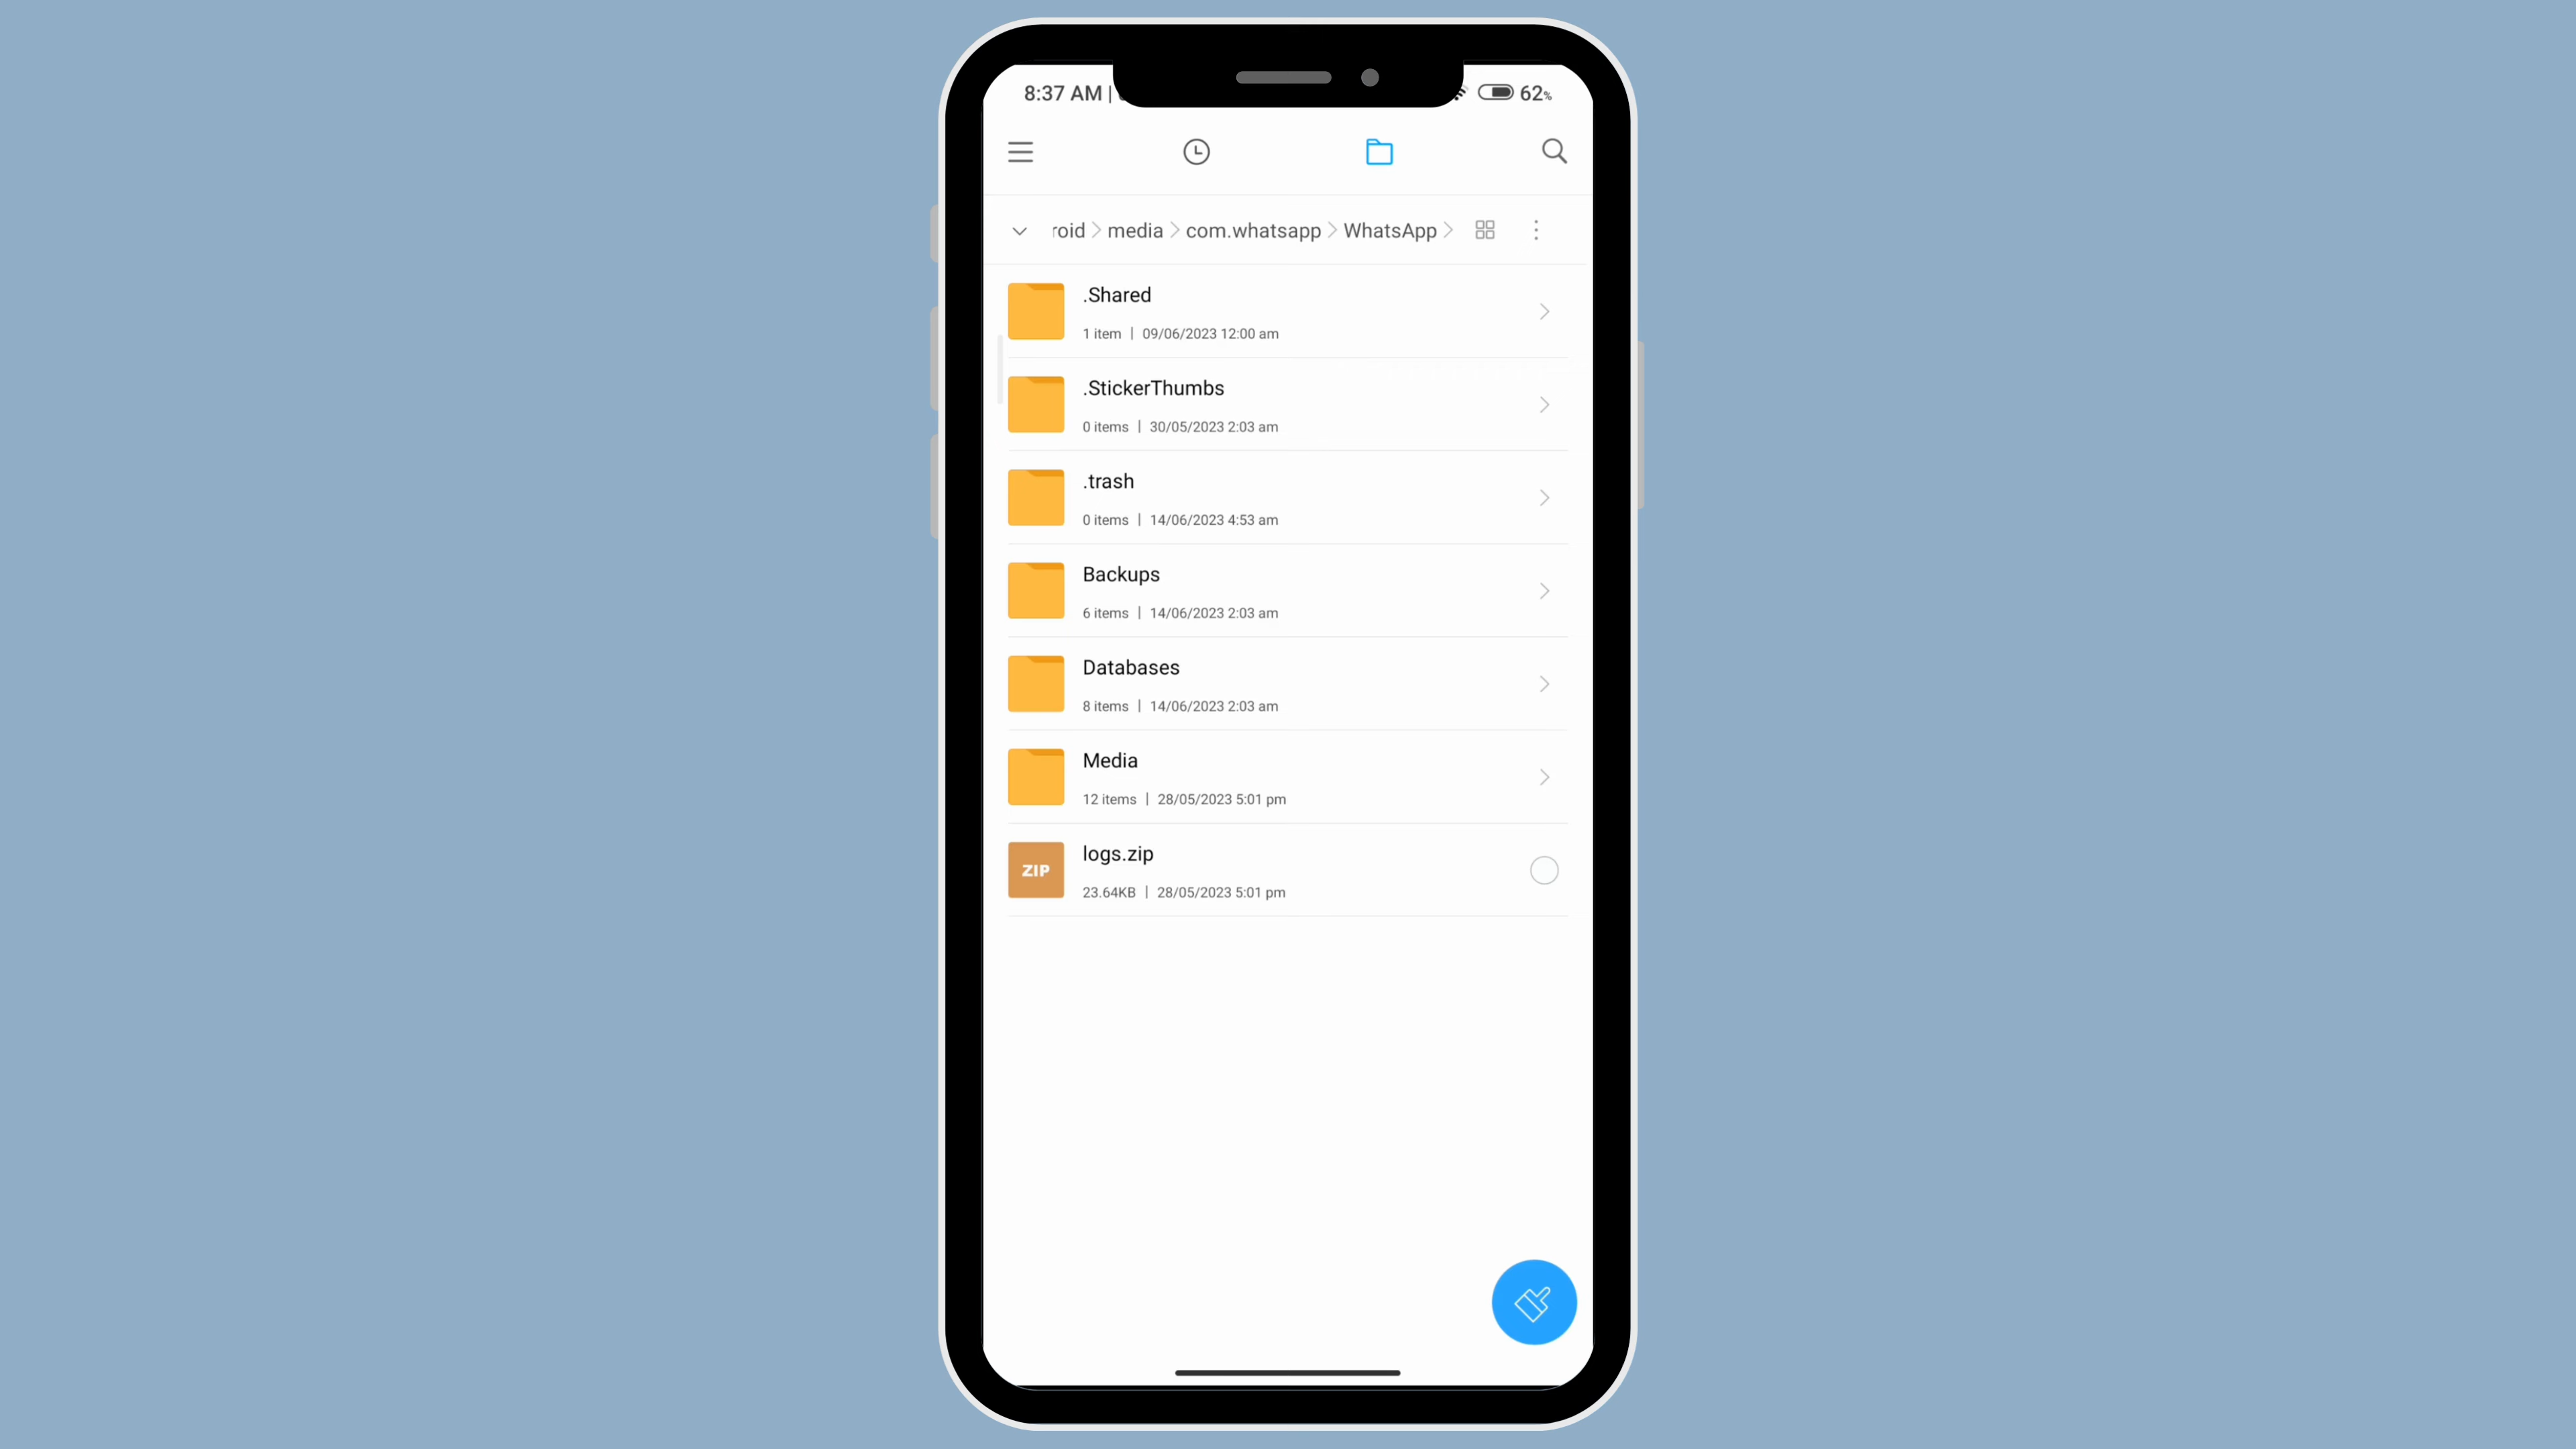 8:37 AM |
62%
roid > media > com.whatsapp > WhatsApp >
.Shared
1 item | 09/06/2023 12:00 am
.StickerThumbs
0 items | 30/05/2023 2:03 am
.trash
0 items | 14/06/2023 4:53 am
Backups
6 items | 14/06/2023 2:03 am
Databases
8 items | 14/06/2023 2:03 am
Media
12 items | 28/05/2023 5:01 pm
ZIP
logs.zip
23.64KB | 28/05/2023 5:01 pm